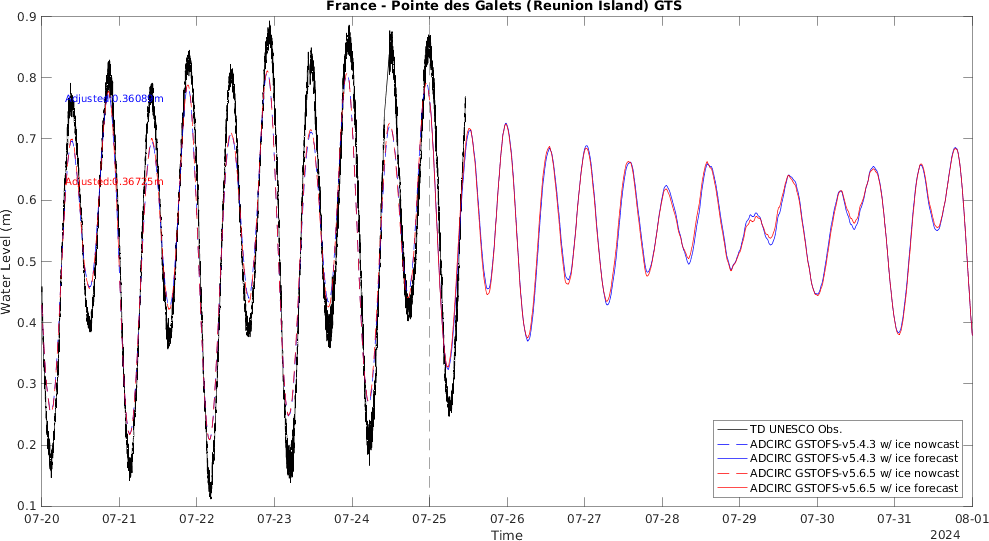 France - Pointe des Galets (Reunion Island) GTS
0.9
0.8
0.7
0.6
0.5
0.4
0.3
0.2
0.1
Water Level (m)
Adjusted:0.36725m
TD UNESCO Obs.
ADCIRC GSTOFS-v5.4.3 w/ ice nowcast
ADCIRC GSTOFS-v5.4.3 w/ ice forecast
ADCIRC GSTOFS-v5.6.5 w/ ice nowcast
ADCIRC GSTOFS-v5.6.5 w/ ice forecast
07-20 07-21 07-22 07-23 07-24 07-25 07-26 07-27 07-28 07-29 07-30 07-31 08-01
Time
2024